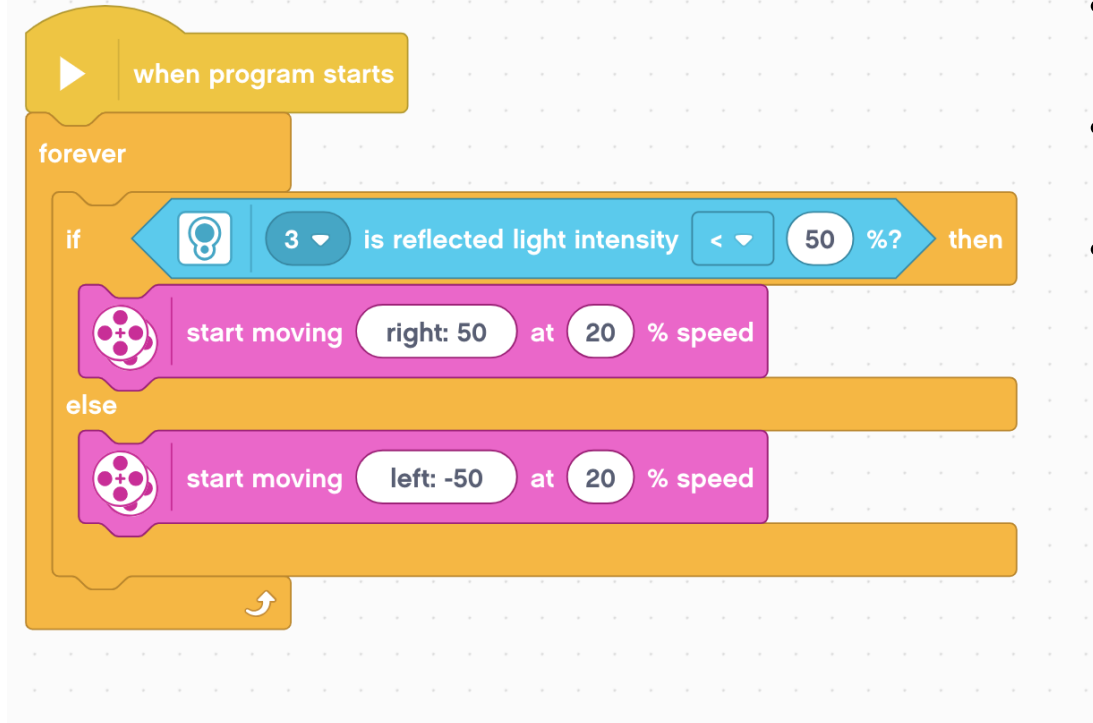 when program starts
forever
if 3 is reflected light intensity < 50 %? then
start moving right: 50 at 20 % speed
else
start moving left: -50 at 20 % speed